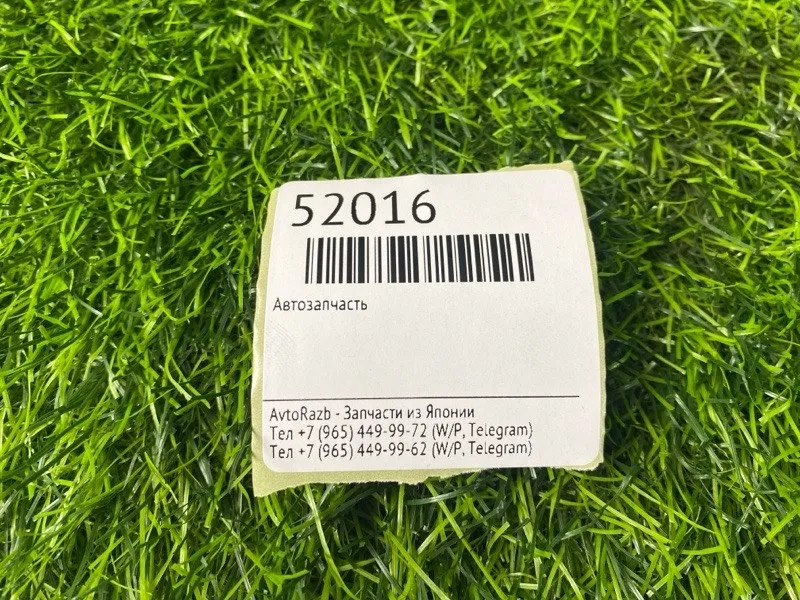 52016
Автозапчасть
AvtoRazb - Запчасти из Японии
Тел +7 (965) 449-99-72 (W/P, Telegram)
Тел +7 (965) 449-99-62 (W/P, Telegram)